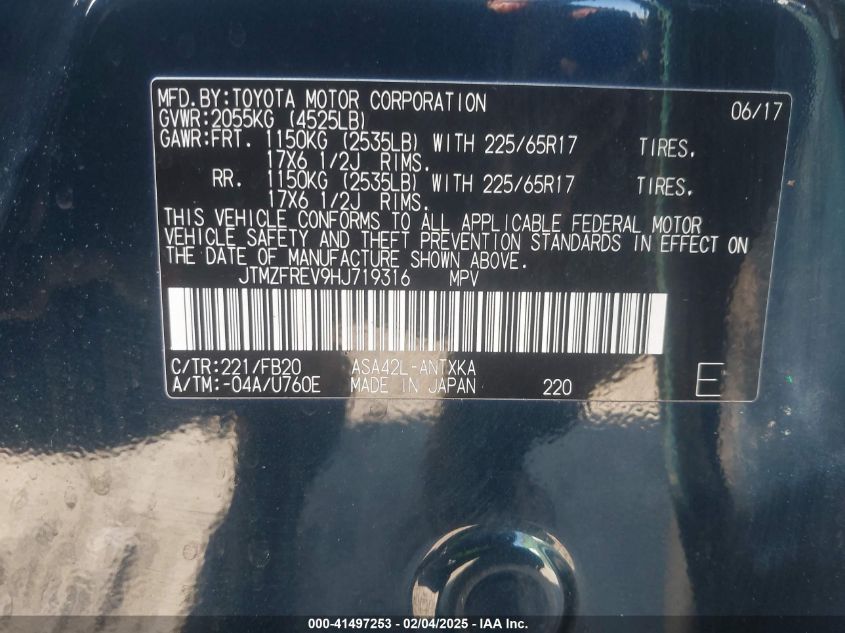 MFD.BY:TOYOTA MOTOR CORPORATION 06/17
GVWR:2055KG (4525LB)
GAWR:FRT. 1150KG (2535LB) WITH 225/65R17 TIRES.
17X6 1/2J RIMS.
RR. 1150KG (2535LB) WITH 225/65R17 TIRES.
17X6 1/2J RIMS.
THIS VEHICLE CONFORMS TO ALL APPLICABLE FEDERAL MOTOR
VEHICLE SAFETY AND THEFT PREVENTION STANDARDS IN EFFECT ON
THE DATE OF MANUFACTURE SHOWN ABOVE.
JTMZFREV9HJ719316 MPV
C/TR:221/FB20 ASA42L-ANTXKA
A/TM:-04A/U760E MADE IN JAPAN 220 E
000-41497253 - 02/04/2025 - IAA Inc.